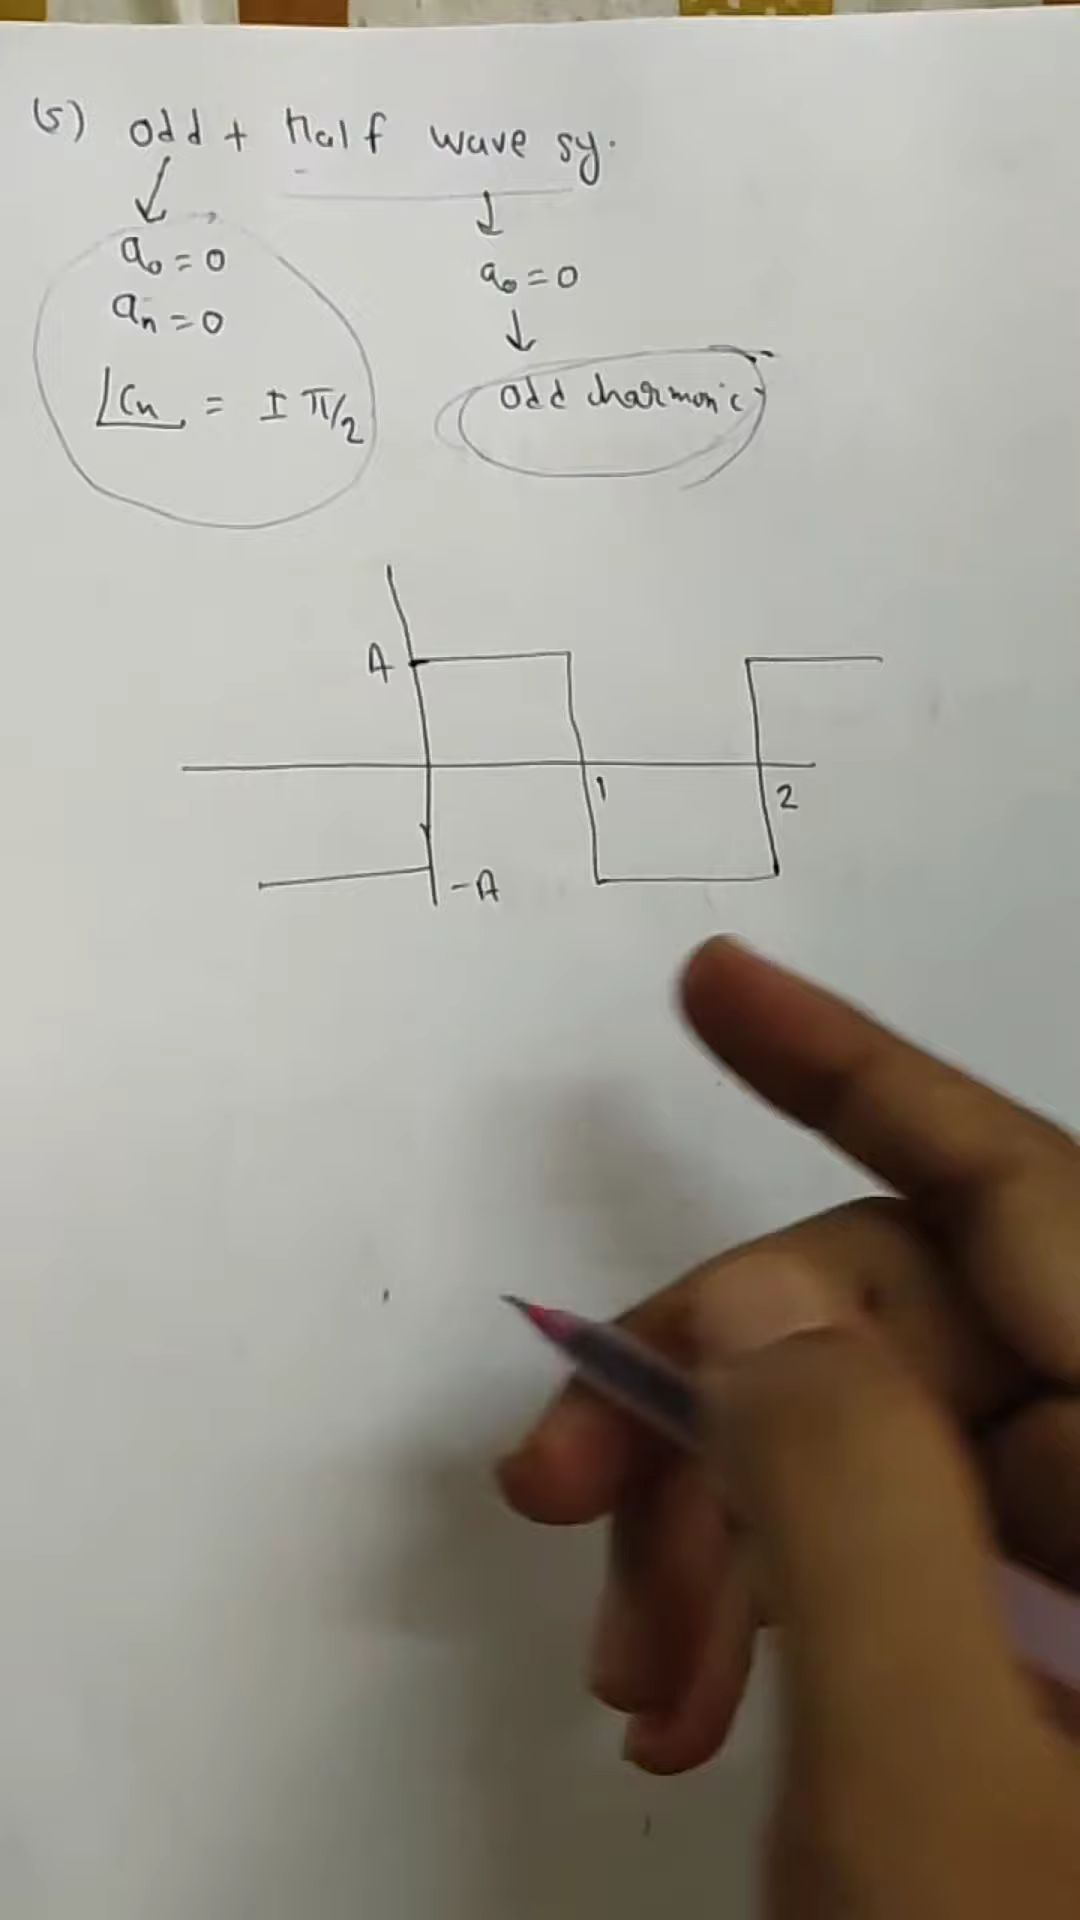 (5) odd + Half wave sy.
↓ ↓
a₀ = 0
a₀ = 0
aₙ = 0
↓
∠Cₙ = ± π/2
odd harmonic
A
1
2
-A